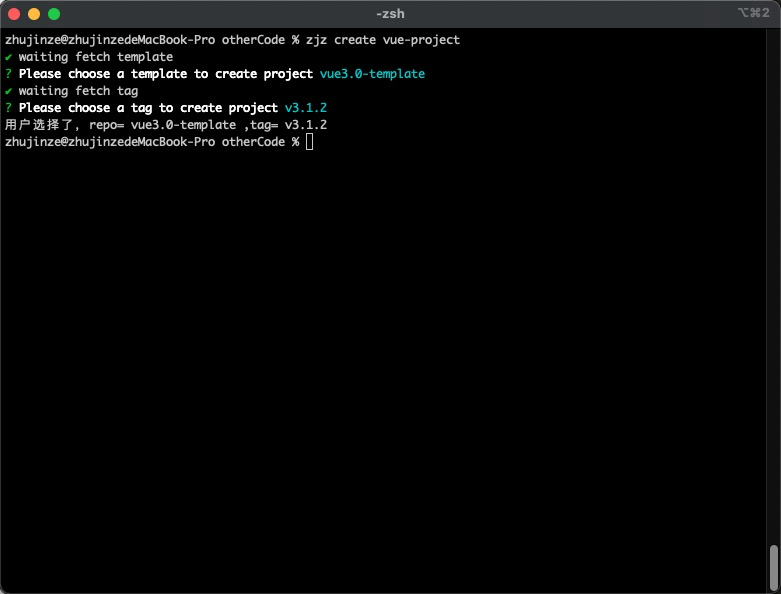 -zsh
⌥⌘2
zhujinze@zhujinzedeMacBook-Pro otherCode % zjz create vue-project
✔ waiting fetch template
? Please choose a template to create project vue3.0-template
✔ waiting fetch tag
? Please choose a tag to create project v3.1.2
用户选择了, repo= vue3.0-template ,tag= v3.1.2
zhujinze@zhujinzedeMacBook-Pro otherCode %